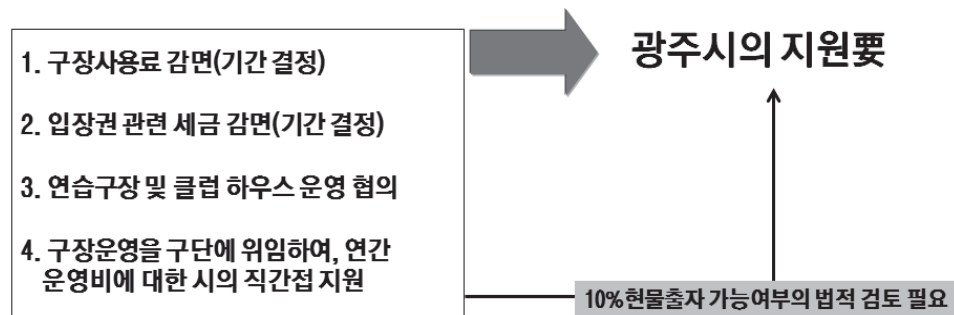 1. 구장사용료 감면(기간 결정)
2. 입장권 관련 세금 감면(기간 결정)
3. 연습구장 및 클럽 하우스 운영 협의
4. 구장운영을 구단에 위임하여, 연간
운영비에 대한 시의 직간접 지원
광주시의 지원要
10%현물출자 가능여부의 법적 검토 필요